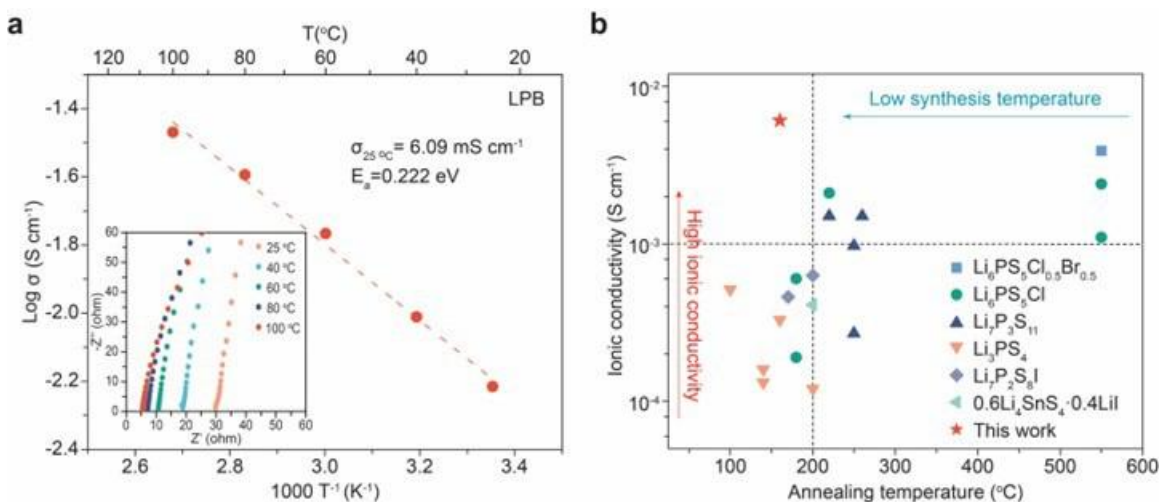 a
T(°C)
120 100 80 60 40 20
LPB
σ25 °C= 6.09 mS cm-1
Ea=0.222 eV
Log σ (S cm-1)
-1.4
-1.6
-1.8
-2.0
-2.2
-2.4
-Z'' (ohm)
60
50
40
30
20
10
0
25 °C
40 °C
60 °C
80 °C
100 °C
0 10 20 30 40 50 60
Z' (ohm)
2.6 2.8 3.0 3.2 3.4
1000 T-1 (K-1)
b
Ionic conductivity (S cm-1)
10-2
10-3
10-4
Low synthesis temperature
High ionic conductivity
Li6PS5Cl0.5Br0.5
Li6PS5Cl
Li7P3S11
Li3PS4
Li7P2S8I
0.6Li4SnS4·0.4LiI
This work
100 200 300 400 500 600
Annealing temperature (°C)